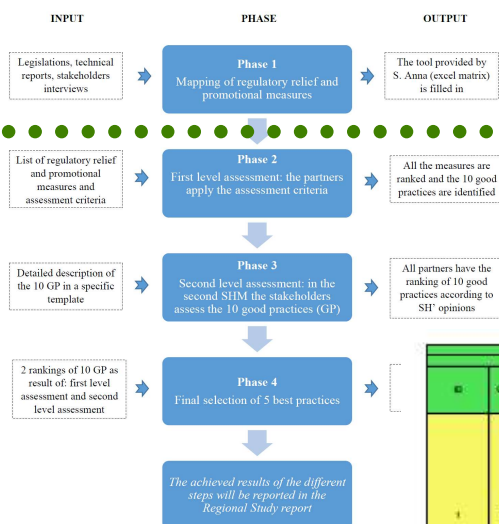 INPUT
PHASE
OUTPUT
Legislations, technical
reports, stakeholders
interviews
Phase 1
Mapping of regulatory relief and
promotional measures
The tool provided by
S. Anna (excel matrix)
is filled in
List of regulatory relief
and promotional
measures and
assessment criteria
Phase 2
First level assessment: the partners
apply the assessment criteria
All the measures are
ranked and the 10 good
practices are identified
Detailed description of
the 10 GP in a specific
template
Phase 3
Second level assessment: in the
second SHM the stakeholders
assess the 10 good practices (GP)
All partners have the
ranking of 10 good
practices according to
SH’ opinions
2 rankings of 10 GP as
result of: first level
assessment and second
level assessment
Phase 4
Final selection of 5 best practices
The achieved results of the different
steps will be reported in the
Regional Study report